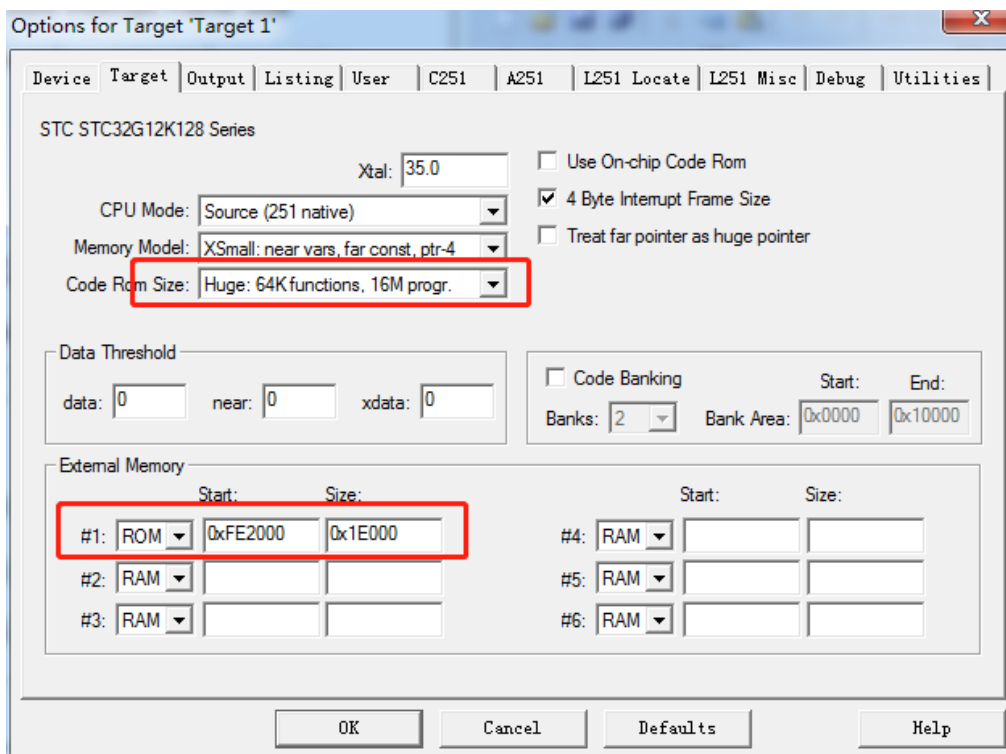 Options for Target 'Target 1'
Device Target Output Listing User C251 A251 L251 Locate L251 Misc Debug Utilities
STC STC32G12K128 Series
Xtal: 35.0
Use On-chip Code Rom
CPU Mode: Source (251 native)
4 Byte Interrupt Frame Size
Memory Model: XSmall: near vars, far const, ptr-4
Treat far pointer as huge pointer
Code Rom Size: Huge: 64K functions, 16M progr.
Data Threshold
data: 0 near: 0 xdata: 0
Code Banking Start: End:
Banks: 2 Bank Area: 0x0000 0x10000
External Memory
Start: Size: Start: Size:
#1: ROM 0xFE2000 0x1E000 #4: RAM
#2: RAM #5: RAM
#3: RAM #6: RAM
OK Cancel Defaults Help